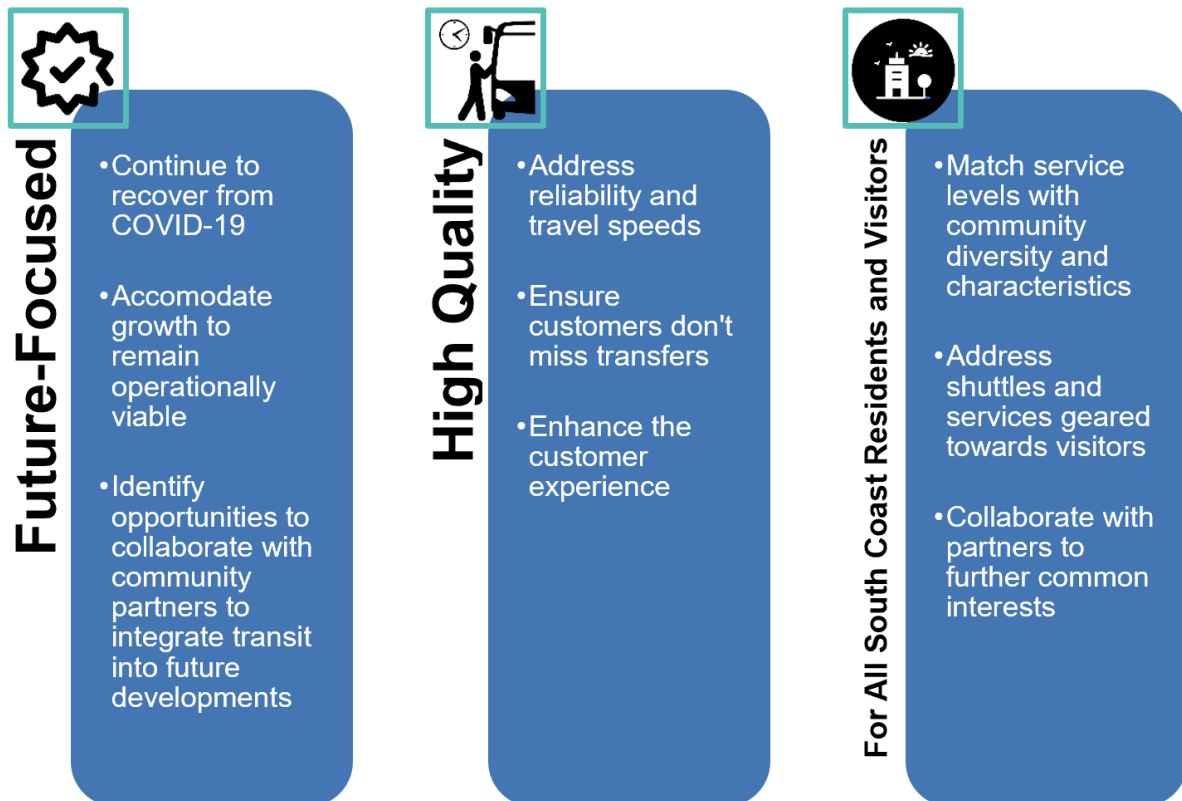 Future-Focused
•Continue to
recover from
COVID-19
•Accomodate
growth to
remain
operationally
viable
•Identify
opportunities to
collaborate with
community
partners to
integrate transit
into future
developments
High Quality
•Address
reliability and
travel speeds
•Ensure
customers don't
miss transfers
•Enhance the
customer
experience
For All South Coast Residents and Visitors
•Match service
levels with
community
diversity and
characteristics
•Address
shuttles and
services geared
towards visitors
•Collaborate with
partners to
further common
interests